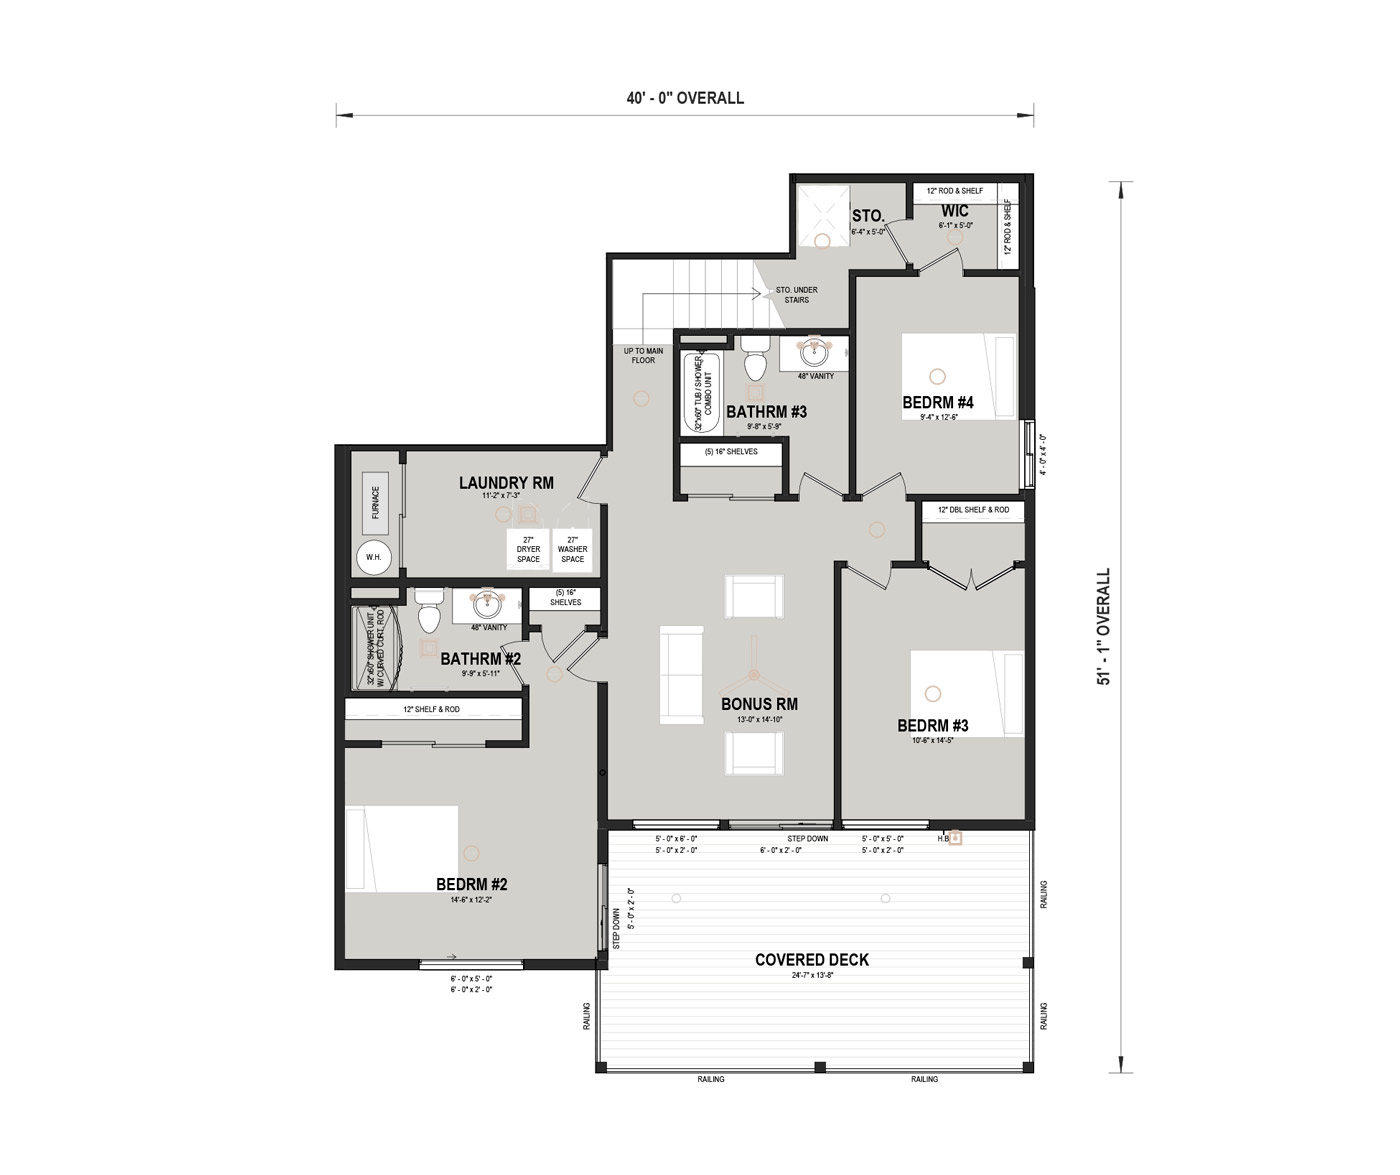 40' - 0" OVERALL
12" ROD & SHELF
STO.
6'-4" x 5'-0"
WIC
6'-1" x 5'-0"
12" ROD & SHELF
STO. UNDER
STAIRS
UP TO MAIN
FLOOR
32"x60" TUB / SHOWER
COMBO UNIT
48" VANITY
BATHRM #3
9'-8" x 5'-9"
BEDRM #4
9'-4" x 12'-6"
4' - 0" x 4' - 0"
(5) 16" SHELVES
LAUNDRY RM
11'-2" x 7'-3"
FURNACE
W.H.
27"
DRYER
SPACE
27"
WASHER
SPACE
12" DBL SHELF & ROD
51' - 1" OVERALL
(5) 16"
SHELVES
32"x60" SHOWER UNIT
W/ CURVED CURT. ROD
48" VANITY
BATHRM #2
9'-9" x 5'-11"
12" SHELF & ROD
BONUS RM
13'-0" x 14'-10"
BEDRM #3
10'-6" x 14'-5"
5' - 0" x 6' - 0"
5' - 0" x 2' - 0"
STEP DOWN
6' - 0" x 2' - 0"
5' - 0" x 5' - 0"
5' - 0" x 2' - 0"
H.B
BEDRM #2
14'-6" x 12'-2"
STEP DOWN
5' - 0" x 2' - 0"
RAILING
COVERED DECK
24'-7" x 13'-8"
6' - 0" x 5' - 0"
6' - 0" x 2' - 0"
RAILING
RAILING
RAILING
RAILING